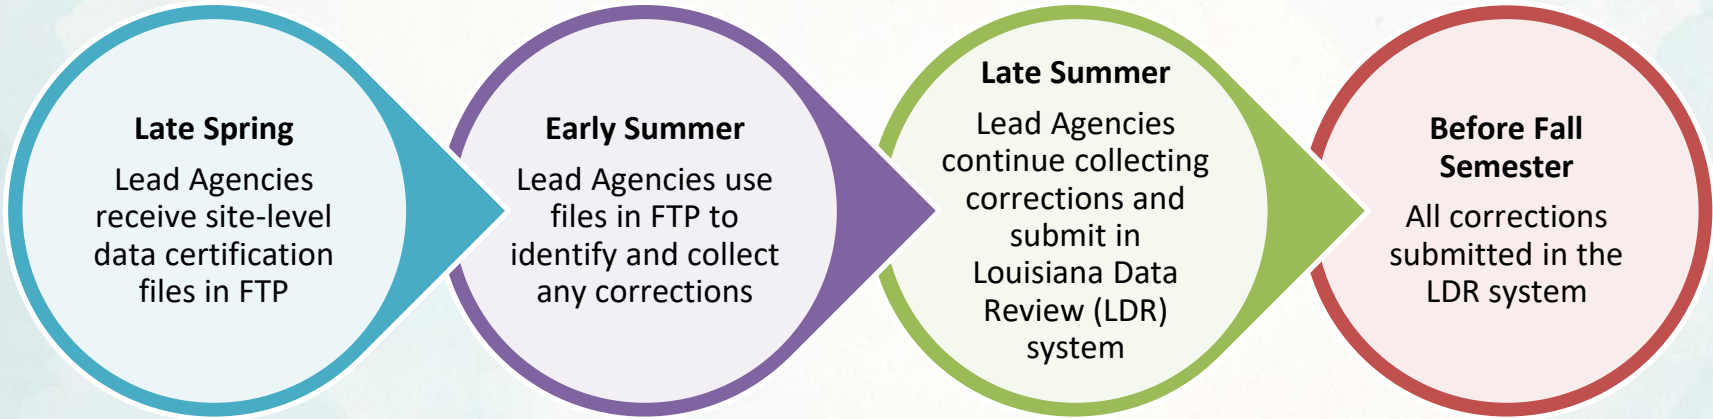 Late Spring
Lead Agencies
receive site-level
data certification
files in FTP
Early Summer
Lead Agencies use
files in FTP to
identify and collect
any corrections
Late Summer
Lead Agencies
continue collecting
corrections and
submit in
Louisiana Data
Review (LDR)
system
Before Fall
Semester
All corrections
submitted in the
LDR system